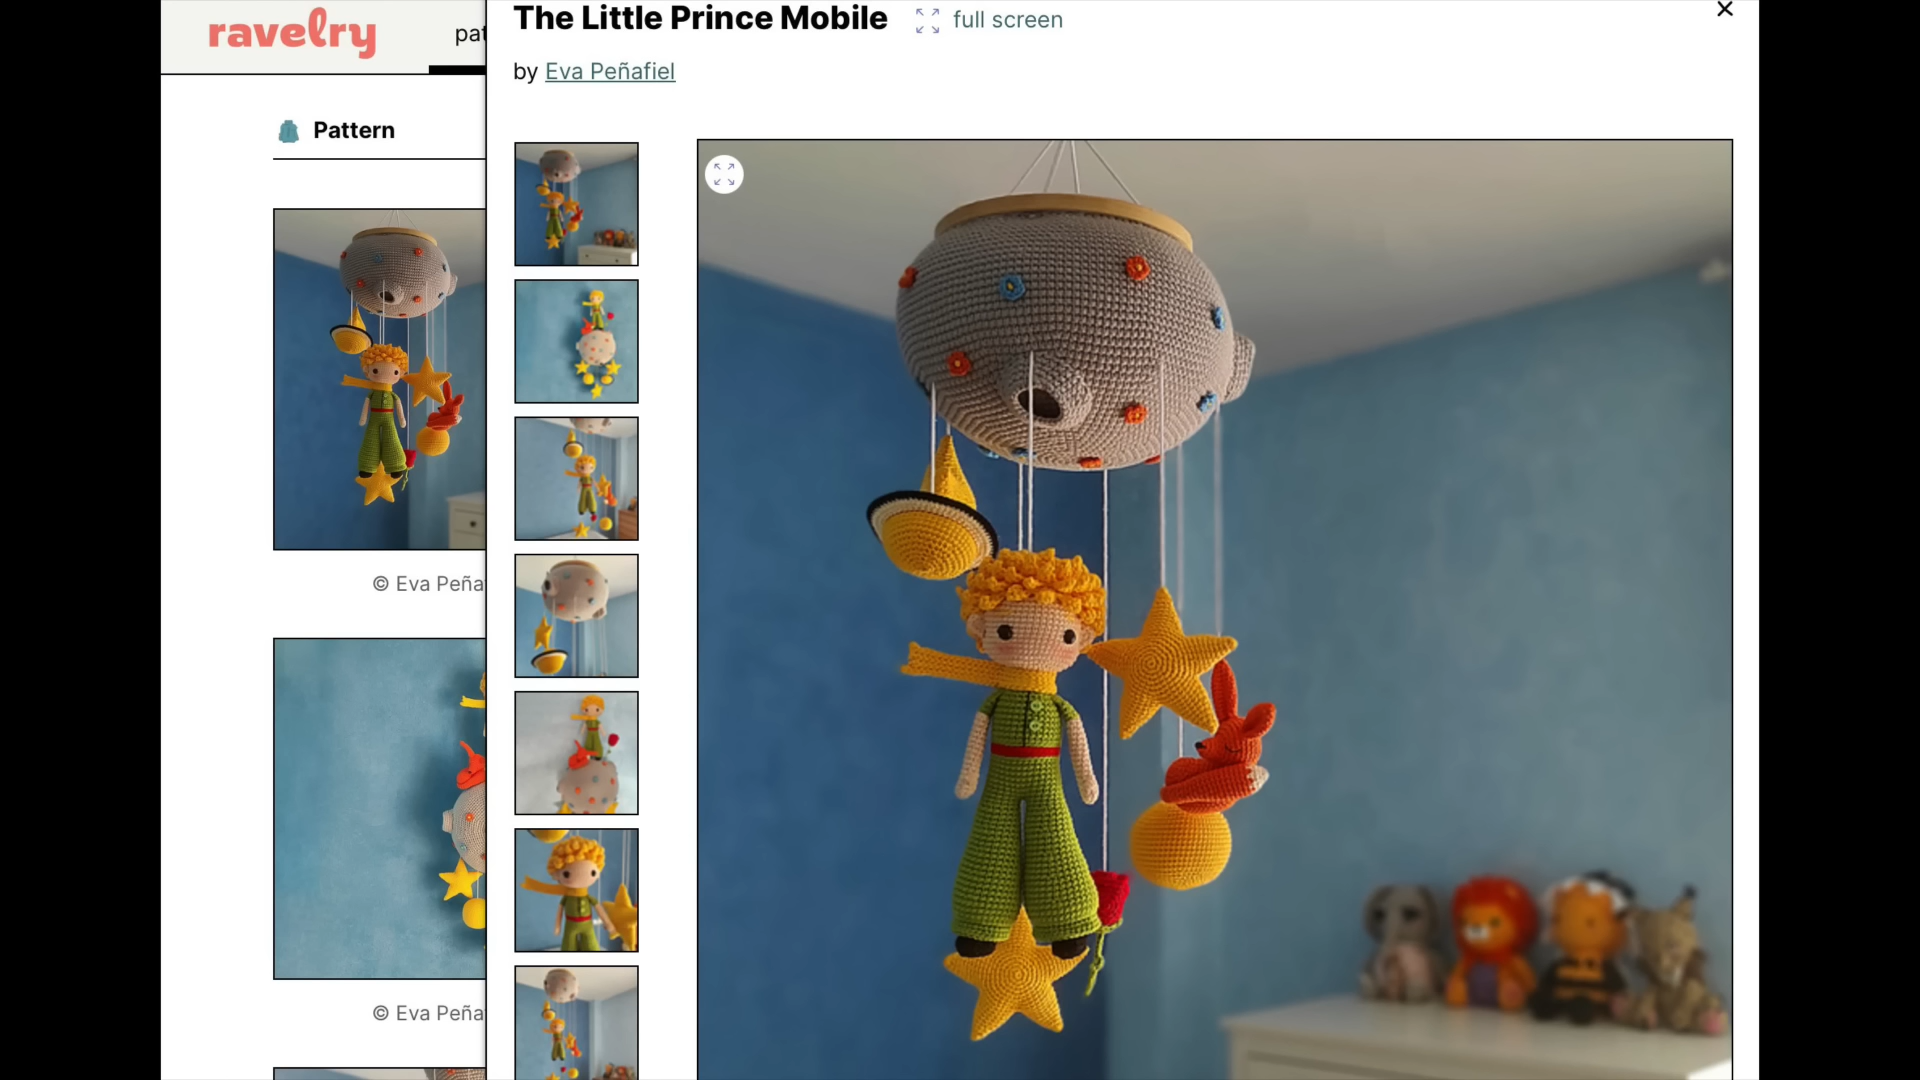 ravelry
pat
Pattern
© Eva Peña
© Eva Peña
The Little Prince Mobile
full screen
by Eva Peñafiel